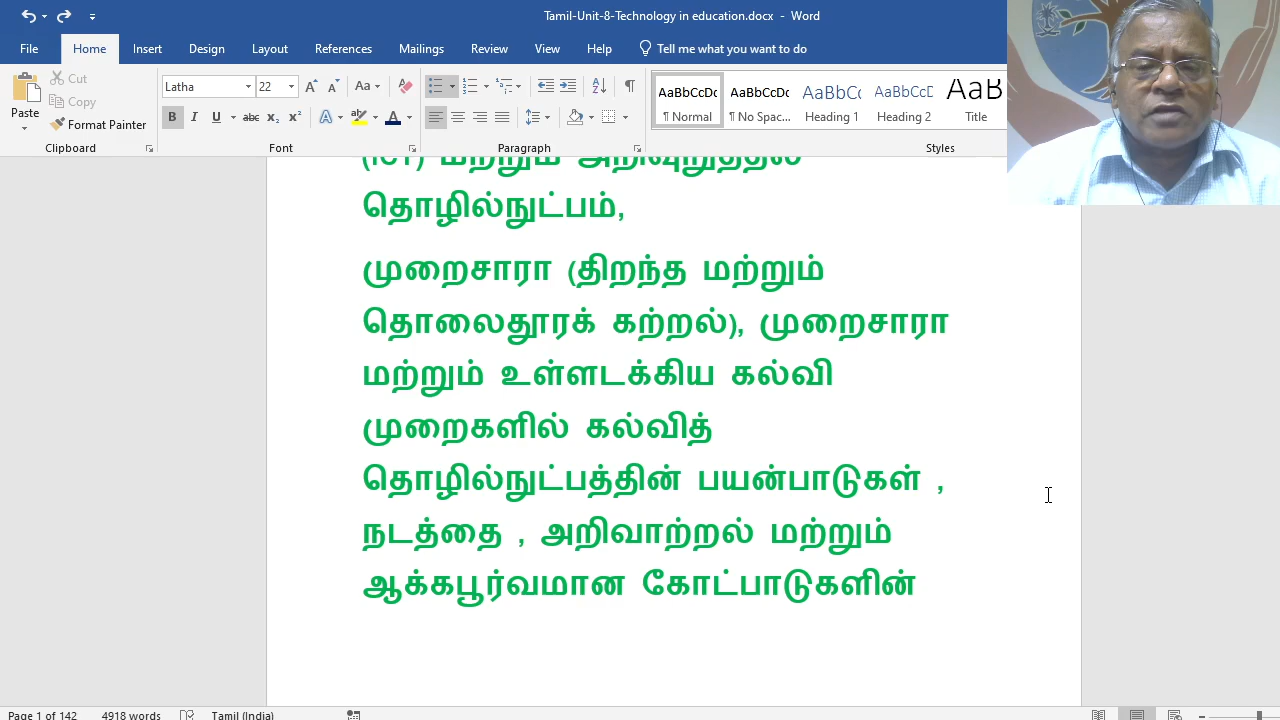 Tamil-Unit-8-Technology in education.docx - Word
File Home Insert Design Layout References Mailings Review View Help Tell me what you want to do
Paste
Cut
Copy
Format Painter
Clipboard
Latha 22
Font
Paragraph
AaBbCcDc AaBbCcDc AaBbCc AaBbCcD AaB
¶ Normal ¶ No Spac... Heading 1 Heading 2 Title
Styles
(ICT) மற்றும் அறிவுறுத்தல்
தொழில்நுட்பம்,
முறைசாரா (திறந்த மற்றும்
தொலைதூரக் கற்றல்), முறைசாரா
மற்றும் உள்ளடக்கிய கல்வி
முறைகளில் கல்வித்
தொழில்நுட்பத்தின் பயன்பாடுகள் ,
நடத்தை , அறிவாற்றல் மற்றும்
ஆக்கபூர்வமான கோட்பாடுகளின்
Page 1 of 142 4918 words Tamil (India)